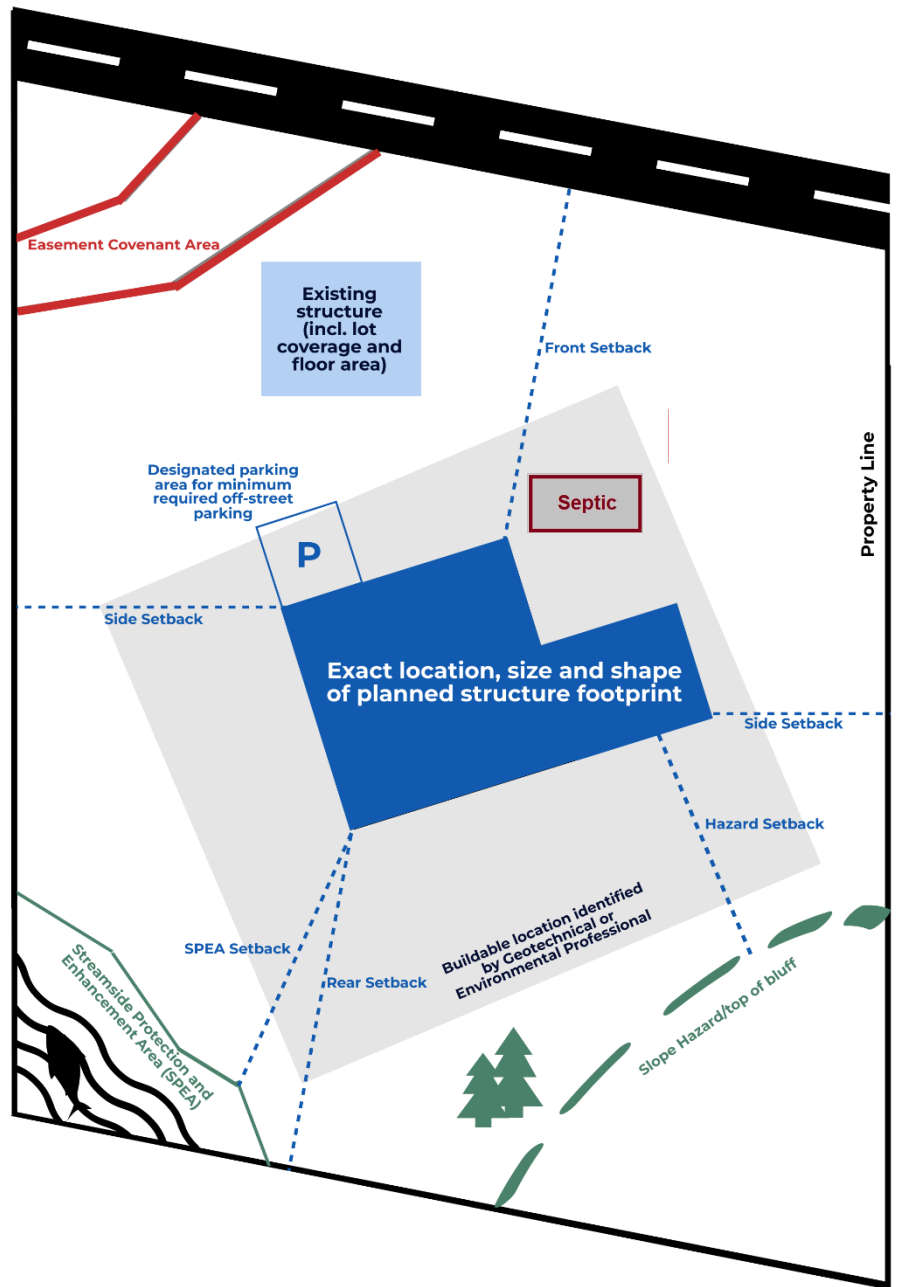 Easement Covenant Area
Existing
structure
(incl. lot
coverage and
floor area)
Front Setback
Property Line
Designated parking
area for minimum
required off-street
parking
P
Septic
Side Setback
Exact location, size and shape
of planned structure footprint
Side Setback
Hazard Setback
SPEA Setback
Rear Setback
Buildable location identified
by Geotechnical or
Environmental Professional
Streamside Protection and
Enhancement Area (SPEA)
Slope Hazard/top of bluff